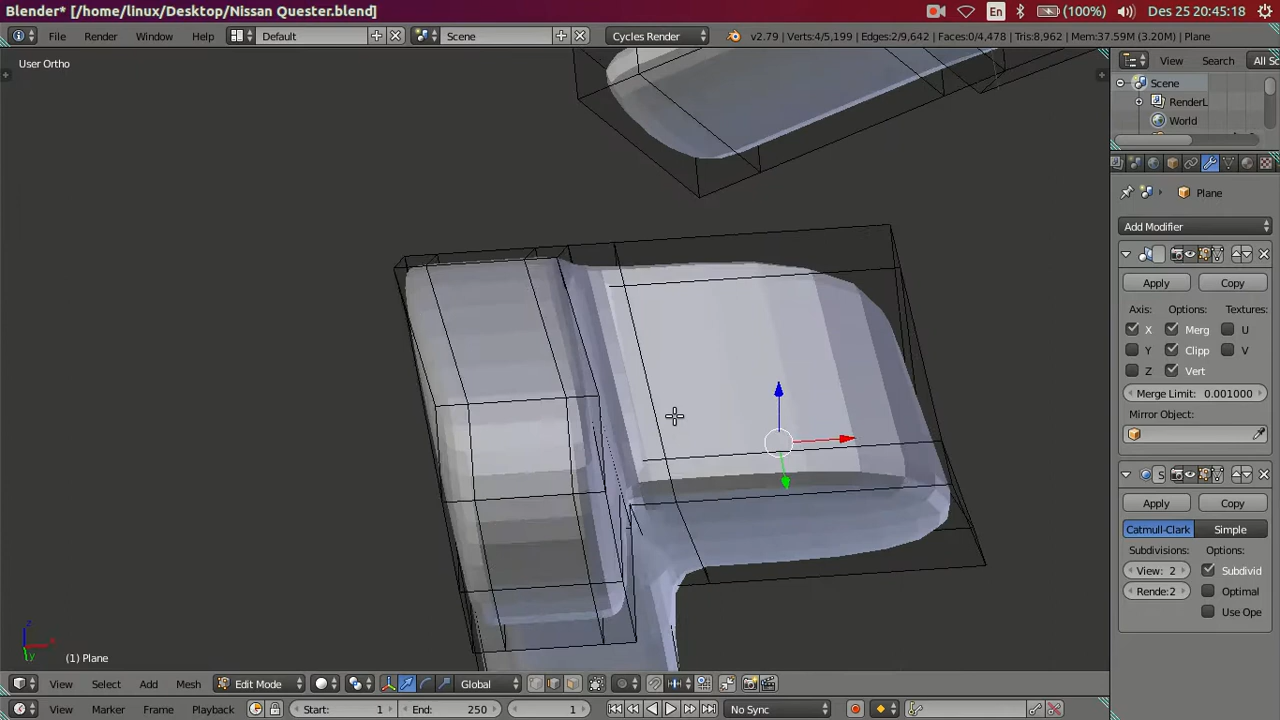 Blender* [/home/linux/Desktop/Nissan Quester.blend]
En
(100%)
Des 25 20:45:18
File
Render
Window
Help
Default
Scene
Cycles Render
v2.79 | Verts:4/5,199 | Edges:2/9,642 | Faces:0/4,478 | Tris:8,962 | Mem:37.59M (3.20M) | Plane
User Ortho
View
Search
All Sc
Scene
RenderL
World
Plane
Add Modifier
Apply
Copy
Axis:
Options:
Textures:
X
Merg
U
Y
Clipp
V
Z
Vert
Merge Limit: 0.001000
Mirror Object:
S
Apply
Copy
Catmull-Clark
Simple
Subdivisions:
Options:
View: 2
Subdivid
Rende:2
Optimal
Use Ope
z
x
y
(1) Plane
View
Select
Add
Mesh
Edit Mode
Global
View
Marker
Frame
Playback
Start:
1
End:
250
1
No Sync